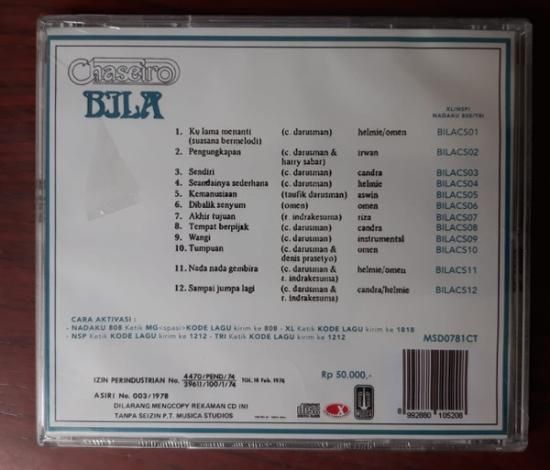 Chaseiro
BILA
XL/NSP/
NADAKU 808/TRI
1. Ku lama menanti (c. darusman) helmie/omen BILACS01
(suasana bermelodi)
2. Pengungkapan (c. darusman & irwan BILACS02
harry sabar)
3. Sendiri (c. darusman) candra BILACS03
4. Seandainya sederhana (c. darusman) helmie BILACS04
5. Kemanusiaan (taufik darusman) aswin BILACS05
6. Dibalik senyum (omen) omen BILACS06
7. Akhir tujuan (r. indrakesuma) riza BILACS07
8. Tempat berpijak (c. darusman) candra BILACS08
9. Wangi (c. darusman) instrumental BILACS09
10. Tumpuan (c. darusman & omen BILACS10
denis prasetyo)
11. Nada nada gembira (c. darusman & helmie/omen BILACS11
r. indrakesuma)
12. Sampai jumpa lagi (c. darusman & candra/helmie BILACS12
r. indrakesuma)
CARA AKTIVASI :
- NADAKU 808 Ketik MG<spasi>KODE LAGU kirim ke 808 - XL Ketik KODE LAGU kirim ke 1818
- NSP Ketik KODE LAGU kirim ke 1212 - TRI Ketik KODE LAGU kirim ke 1212
MSD0781CT
Rp 50.000,-
IZIN PERINDUSTRIAN No. 4470/PEND/74 TGL. 18 Feb. 1974
39611/100/1/74
ASIRI No. 003/1978
DILARANG MENGCOPY REKAMAN CD INI
TANPA SEIZIN P.T. MUSICA STUDIOS
8 992880 105208